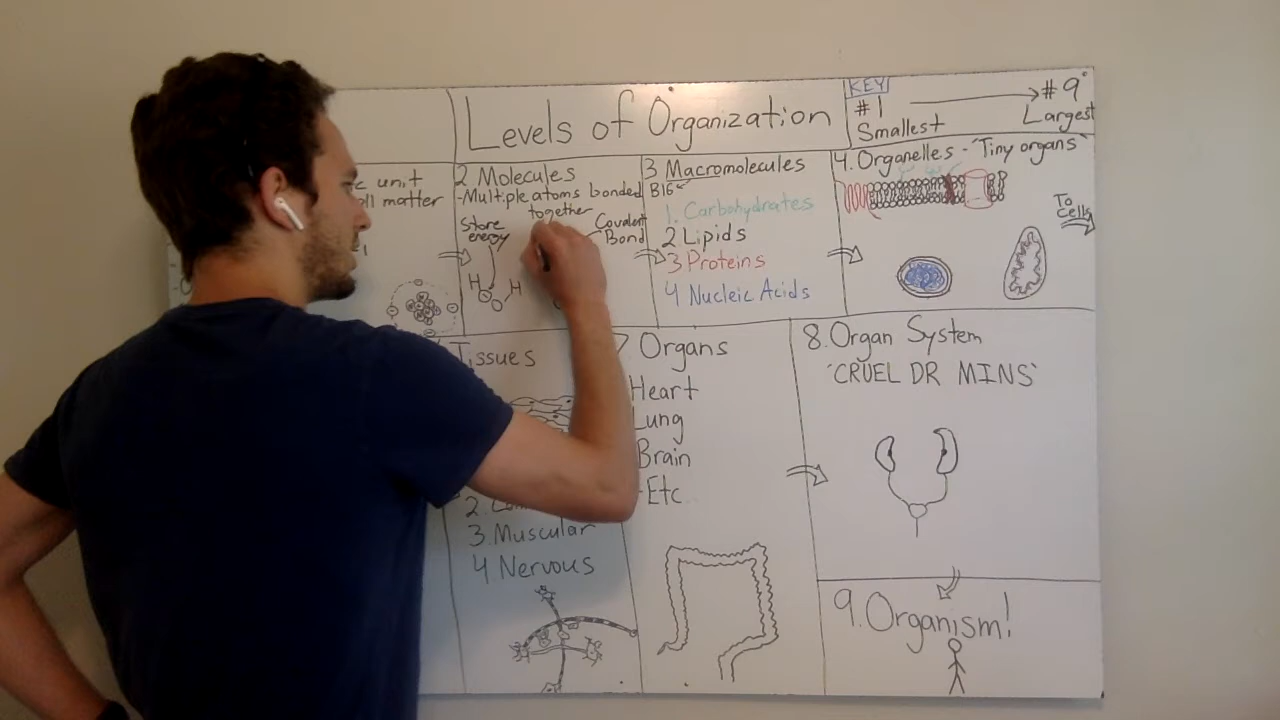 Levels of Organization
KEY
#1 → #9
Smallest Largest
unit
matter
2 Molecules
-Multiple atoms bonded
together
Store
energy
Covalent
Bond
H
H
O
3 Macromolecules
BIG
1. Carbohydrates
2 Lipids
3 Proteins
4 Nucleic Acids
4. Organelles - "Tiny organs"
To
Cells
Tissues
2.
3. Muscular
4 Nervous
7 Organs
Heart
Lung
Brain
-Etc
8. Organ System
"CRUEL DR MINS"
9. Organism!